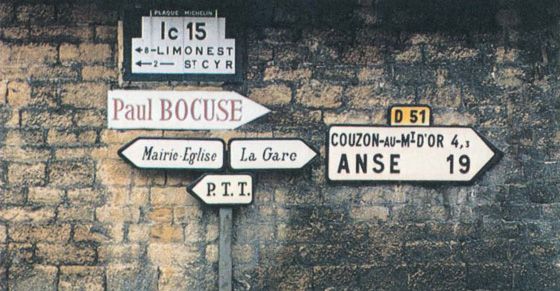 PLAQUE MICHELIN
Ic 15
←8-LIMONEST
←2- ST CYR
Paul BOCUSE
Mairie-Eglise
La Gare
P.T.T.
D 51
COUZON-AU-MT D'OR 4,3
ANSE 19